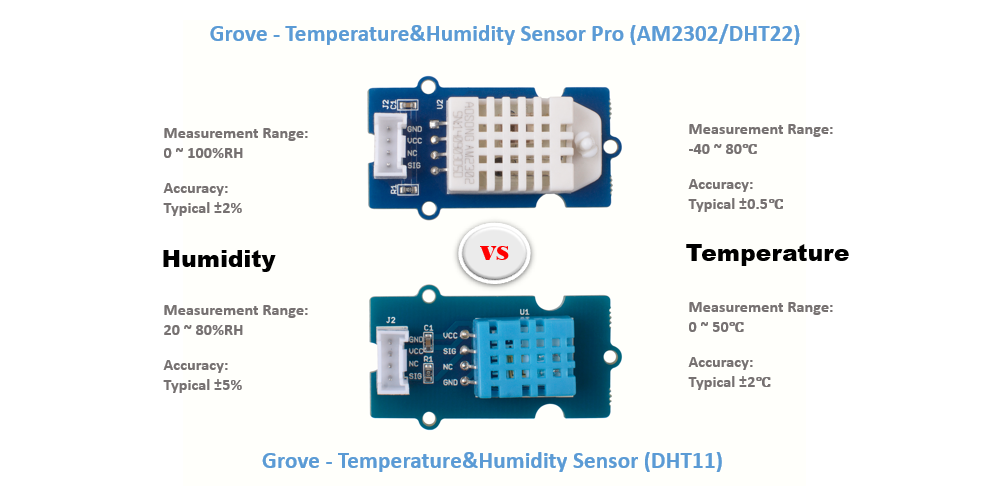 Grove - Temperature&Humidity Sensor Pro (AM2302/DHT22)
Measurement Range:
0 ~ 100%RH
Accuracy:
Typical ±2%
J2
C1
U2
GND
VCC
NC
SIG
R1
AOSONG AM2302
Measurement Range:
-40 ~ 80℃
Accuracy:
Typical ±0.5℃
Humidity
vs
Temperature
Measurement Range:
20 ~ 80%RH
Accuracy:
Typical ±5%
J2
C1
U1
GND
VCC
NC
SIG
R1
VCC
SIG
NC
GND
Measurement Range:
0 ~ 50℃
Accuracy:
Typical ±2℃
Grove - Temperature&Humidity Sensor (DHT11)